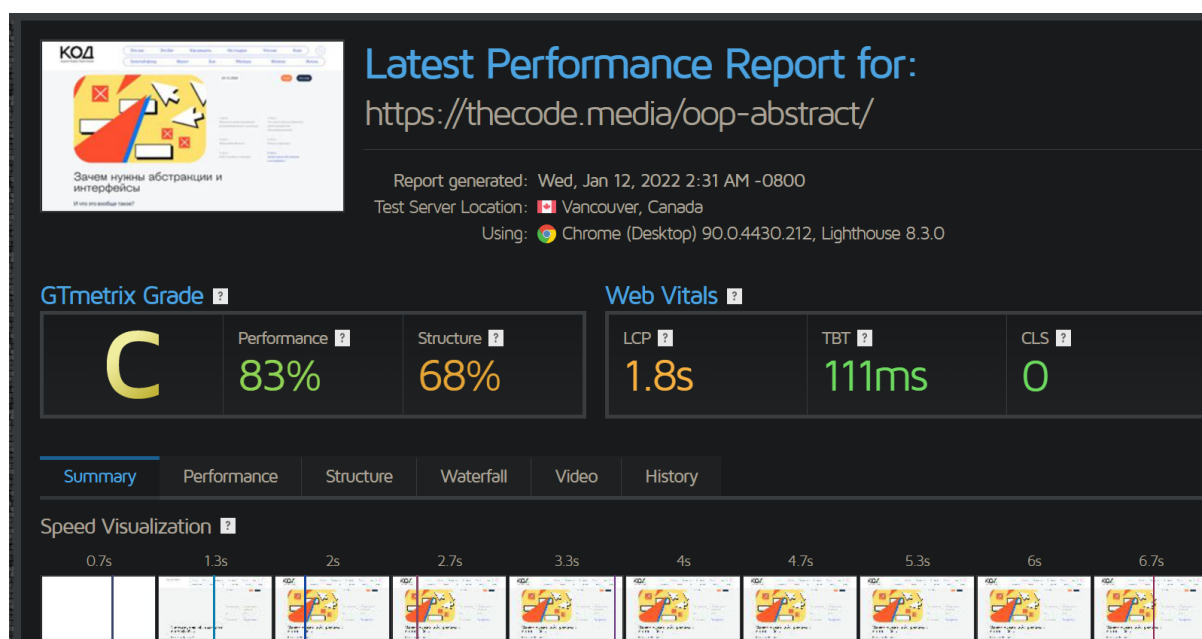 КОД
Latest Performance Report for:
https://thecode.media/oop-abstract/
Зачем нужны абстракции и
интерфейсы
И что это вообще такое?
Report generated: Wed, Jan 12, 2022 2:31 AM -0800
Test Server Location: Vancouver, Canada
Using: Chrome (Desktop) 90.0.4430.212, Lighthouse 8.3.0
GTmetrix Grade ?
Web Vitals ?
C
Performance ?
83%
Structure ?
68%
LCP ?
1.8s
TBT ?
111ms
CLS ?
0
Summary Performance Structure Waterfall Video History
Speed Visualization ?
0.7s 1.3s 2s 2.7s 3.3s 4s 4.7s 5.3s 6s 6.7s